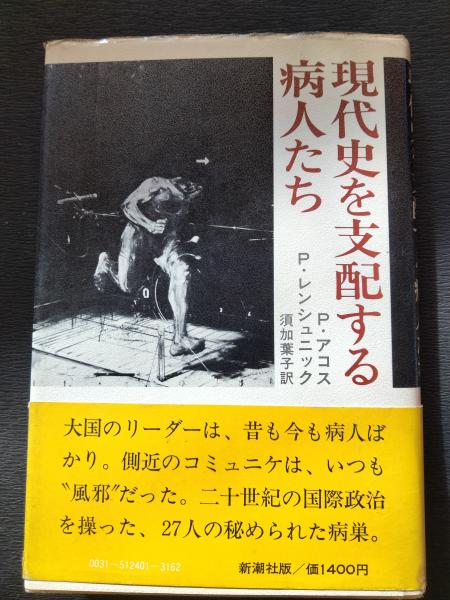 現代史を支配する
病人たち
P・アコス
P・レンシュニック
須加葉子訳
大国のリーダーは、昔も今も病人ば
かり。側近のコミュニケは、いつも
〝風邪〟だった。二十世紀の国際政治
を操った、27人の秘められた病巣。
0031-512401-3162
新潮社版/価1400円